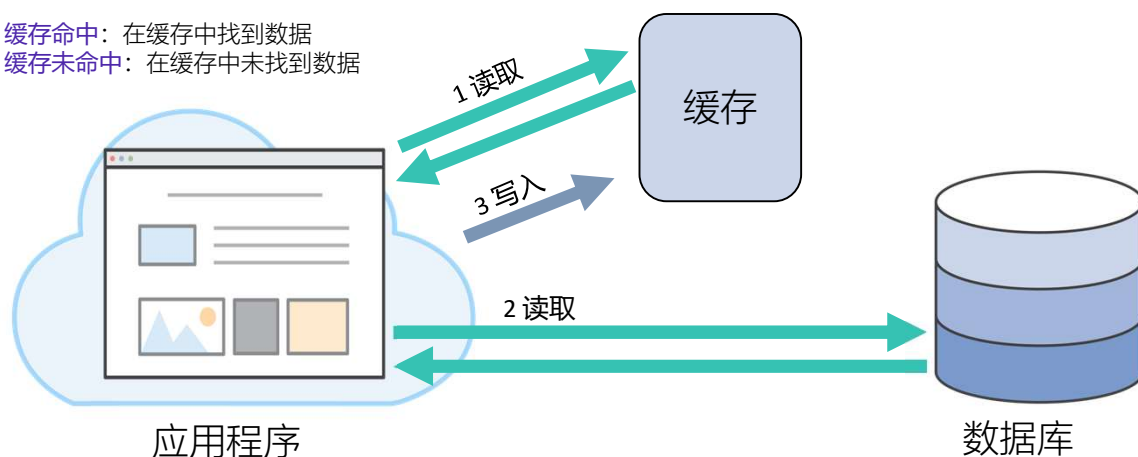 缓存命中：在缓存中找到数据
缓存未命中：在缓存中未找到数据
1 读取
缓存
3 写入
2 读取
应用程序
数据库